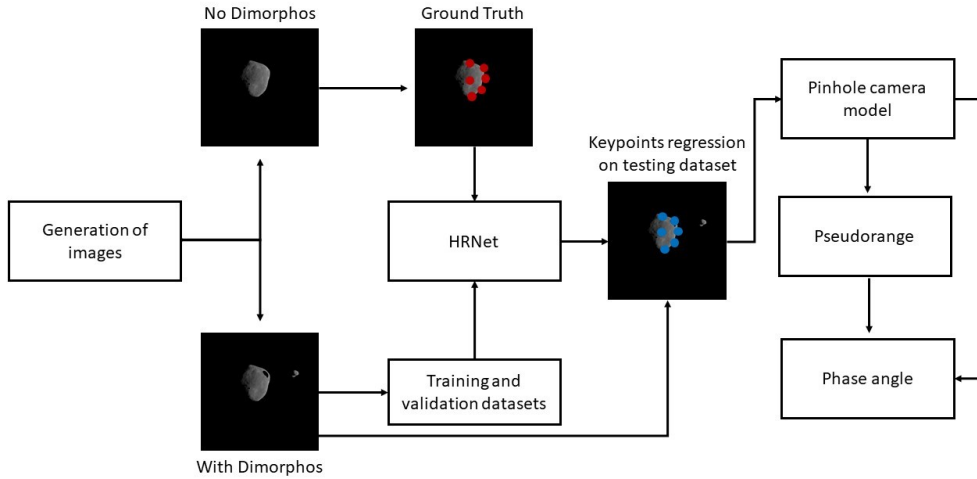 No Dimorphos
Ground Truth
Pinhole camera
model
Keypoints regression
on testing dataset
Generation of
images
HRNet
Pseudorange
Training and
validation datasets
Phase angle
With Dimorphos